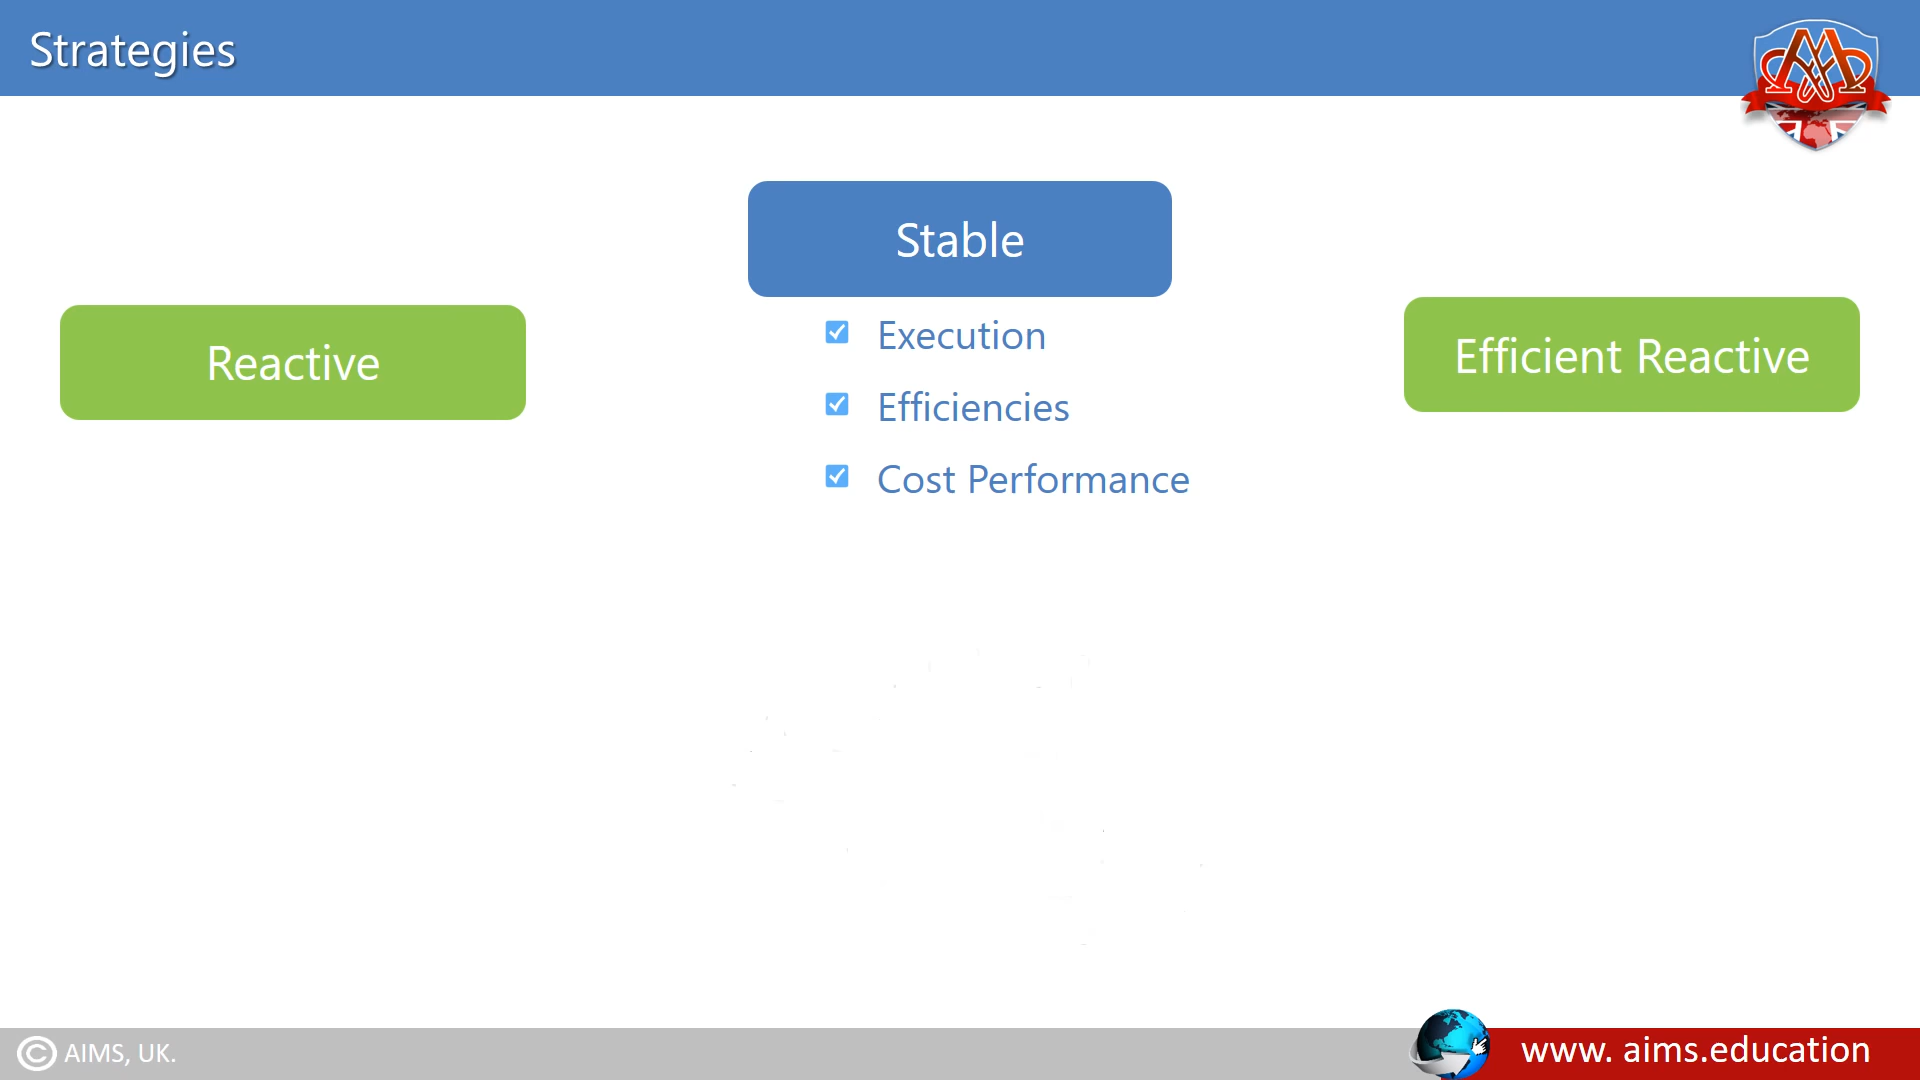 Strategies
Stable
Reactive
Efficient Reactive
Execution
Efficiencies
Cost Performance
© AIMS, UK.
www. aims.education